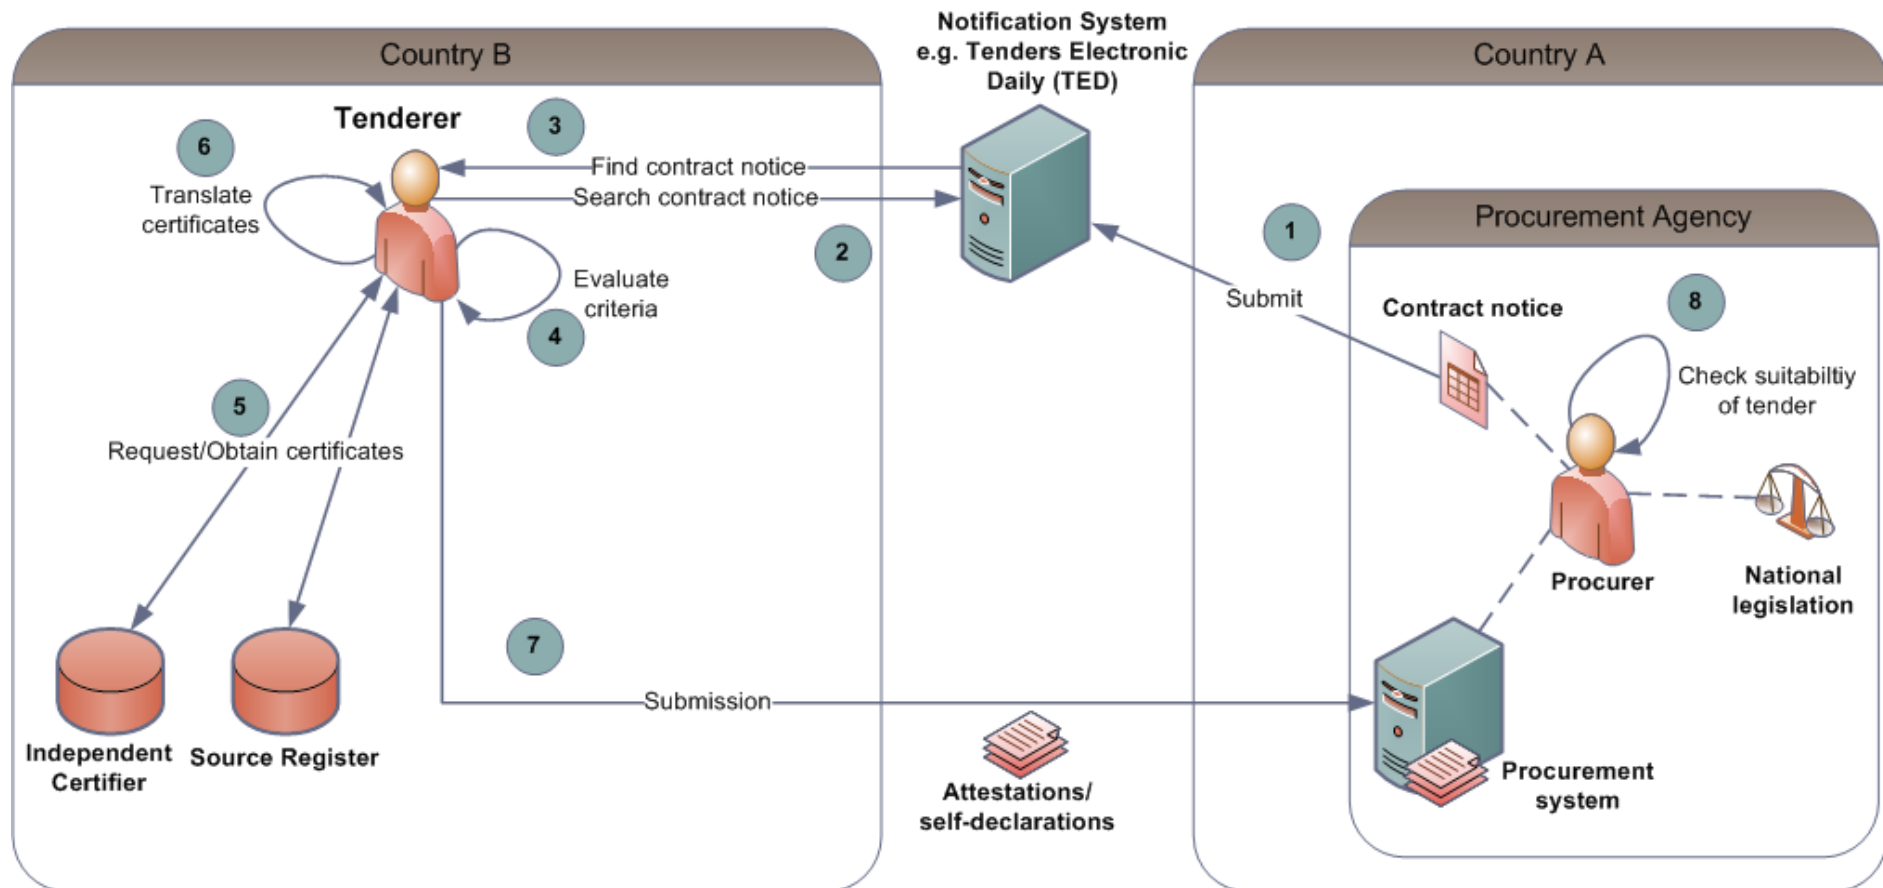 Notification System
e.g. Tenders Electronic
Daily (TED)
Country B
Country A
Tenderer
3
6
Find contract notice
Translate
certificates
Search contract notice
2
1
Procurement Agency
Evaluate
criteria
4
Submit
Contract notice
8
Check suitabiltiy
of tender
5
Request/Obtain certificates
Procurer
National
legislation
7
Submission
Independent
Certifier
Source Register
Attestations/
self-declarations
Procurement
system